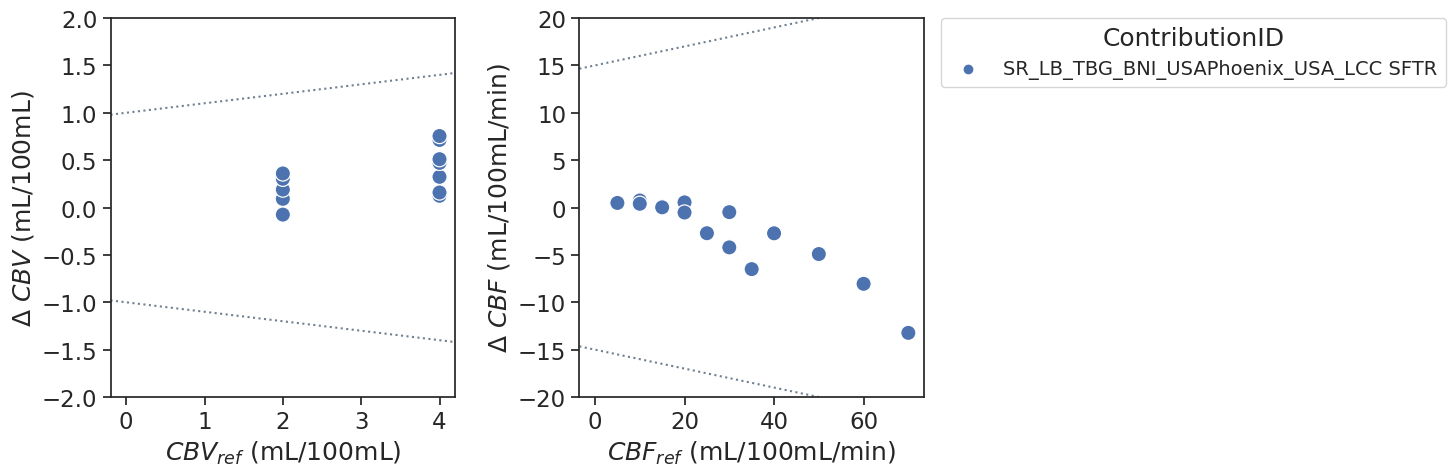 2.0
1.5
1.0
0.5
0.0
−0.5
−1.0
−1.5
−2.0
Δ CBV (mL/100mL)
0 1 2 3 4
CBV_ref (mL/100mL)
20
15
10
5
0
−5
−10
−15
−20
Δ CBF (mL/100mL/min)
0 20 40 60
CBF_ref (mL/100mL/min)
ContributionID
SR_LB_TBG_BNI_USAPhoenix_USA_LCC SFTR